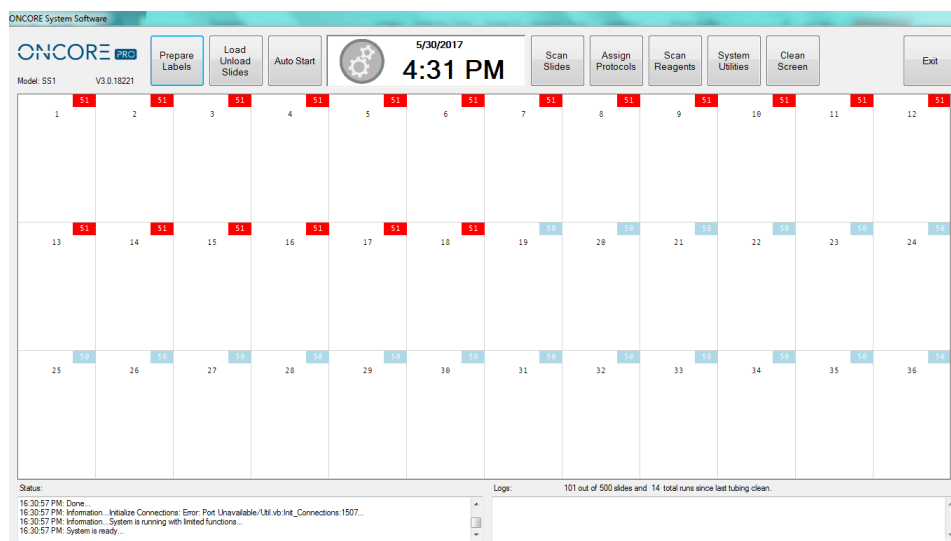 ONCORE System Software
ONCORE PRO
Model: SS1 V3.0.18221
Prepare
Labels
Load
Unload
Slides
Auto Start
5/30/2017
4:31 PM
Scan
Slides
Assign
Protocols
Scan
Reagents
System
Utilities
Clean
Screen
Exit
51 51 51 51 51 51 51 51 51 51 51 51
1 2 3 4 5 6 7 8 9 10 11 12
51 51 51 51 51 51 50 50 50 50 50 50
13 14 15 16 17 18 19 20 21 22 23 24
50 50 50 50 50 50 50 50 50 50 50 50
25 26 27 28 29 30 31 32 33 34 35 36
Status:
Logs: 101 out of 500 slides and 14 total runs since last tubing clean.
16:30:57 PM: Done...
16:30:57 PM: Information...Initialize Connections: Error: Port Unavailable/Util.vb:Init_Connections:1507...
16:30:57 PM: Information...System is running with limited functions...
16:30:57 PM: System is ready...